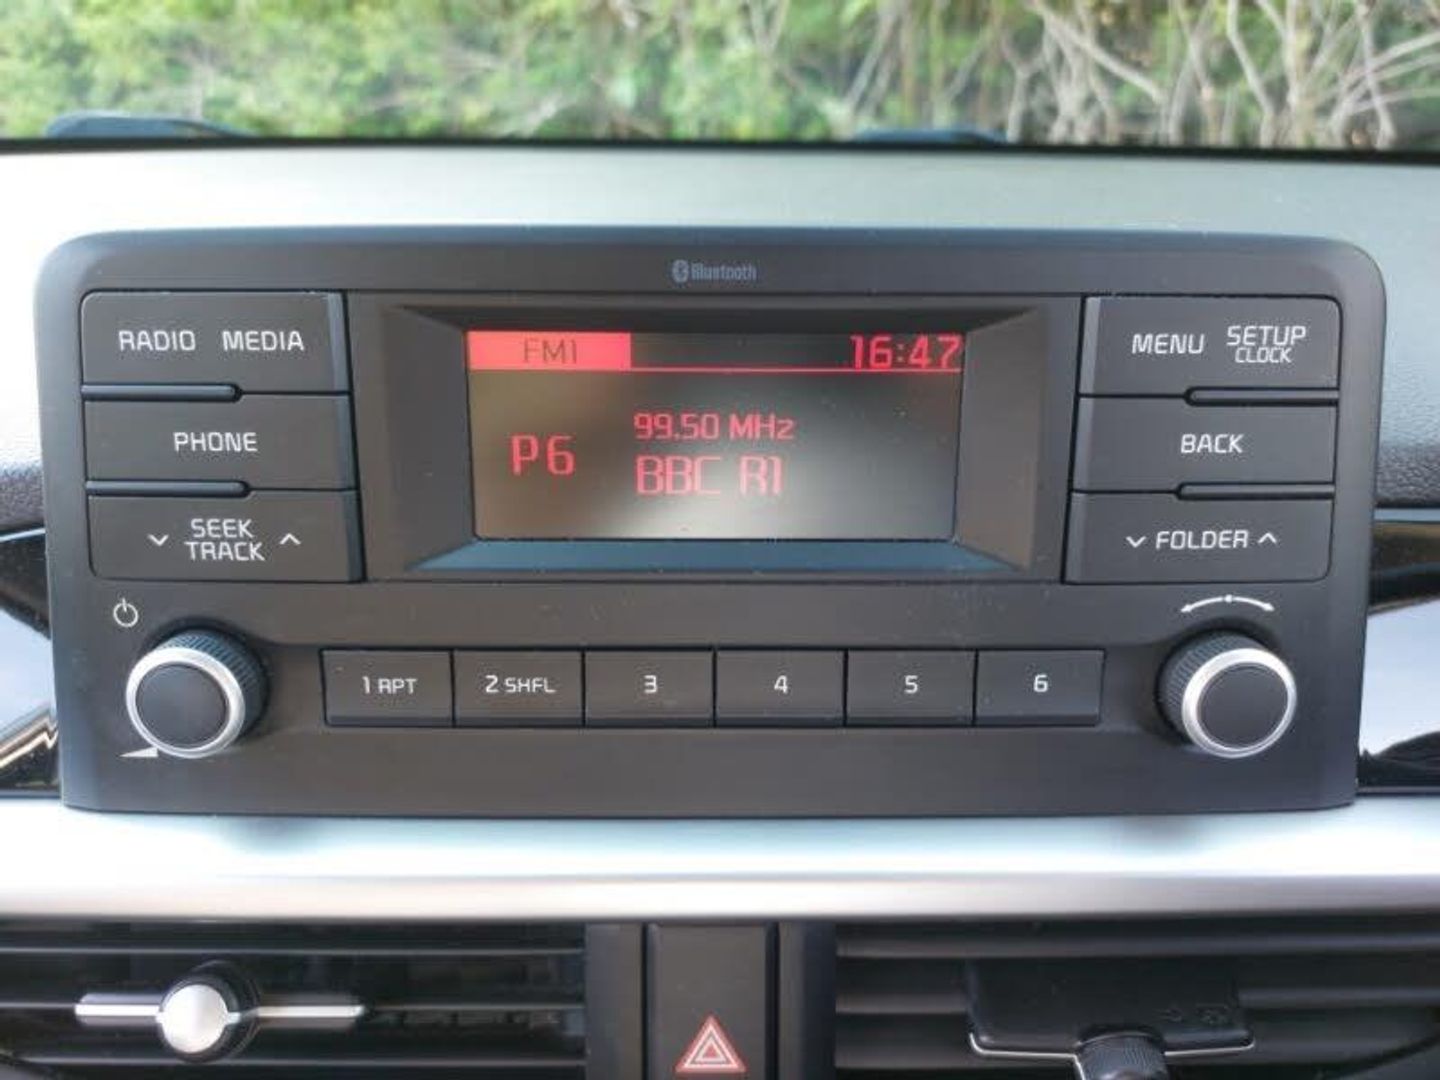 Bluetooth
RADIO MEDIA
FM1 16:47
MENU SETUP
CLOCK
99.50 MHz
P6
BBC R1
PHONE
BACK
SEEK
TRACK
FOLDER
1 RPT 2 SHFL 3 4 5 6